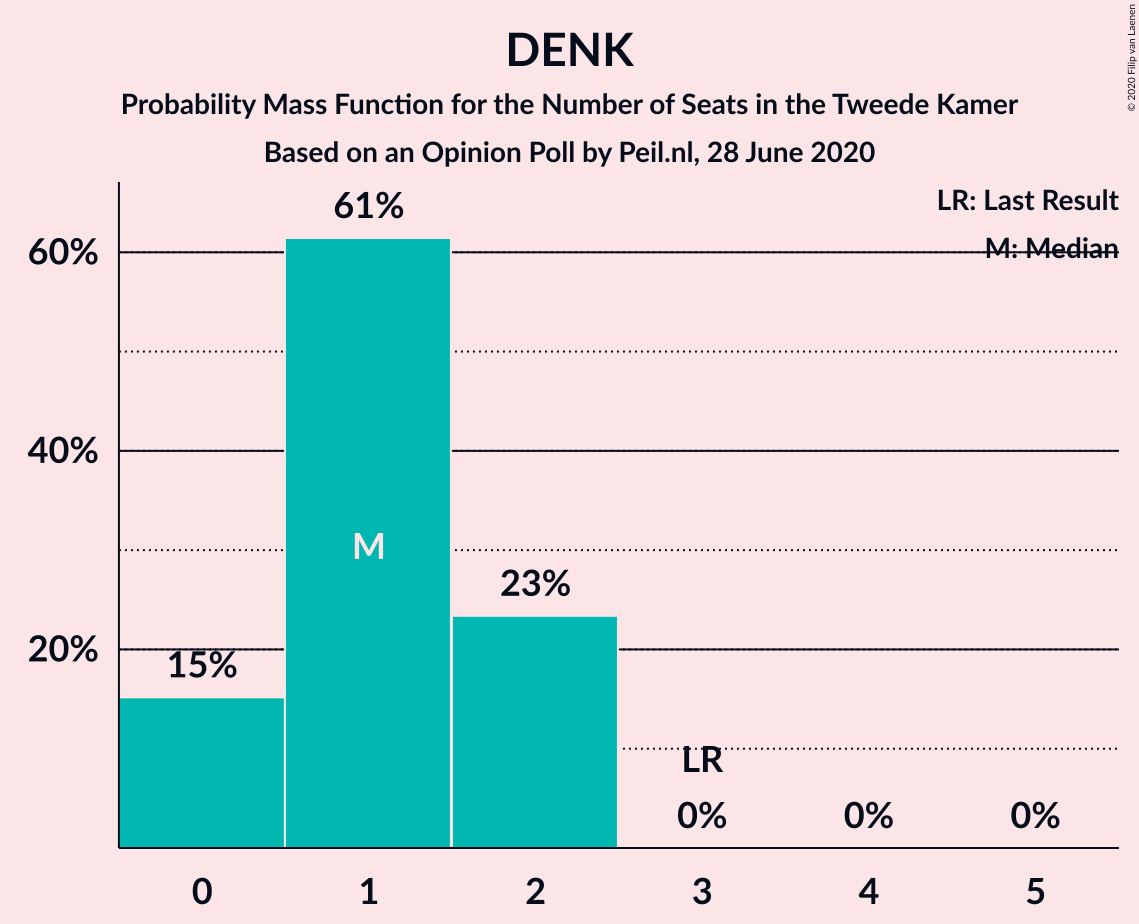 DENK
Probability Mass Function for the Number of Seats in the Tweede Kamer
Based on an Opinion Poll by Peil.nl, 28 June 2020
© 2020 Filip van Laenen
LR: Last Result
M: Median
61%
60%
40%
M
23%
20%
15%
LR
0% 0% 0%
0 1 2 3 4 5